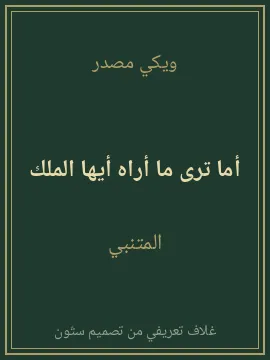 ويكي مصدر
أما ترى ما أراه أيها الملك
المتنبي
غلاف تعريفي من تصميم سثون